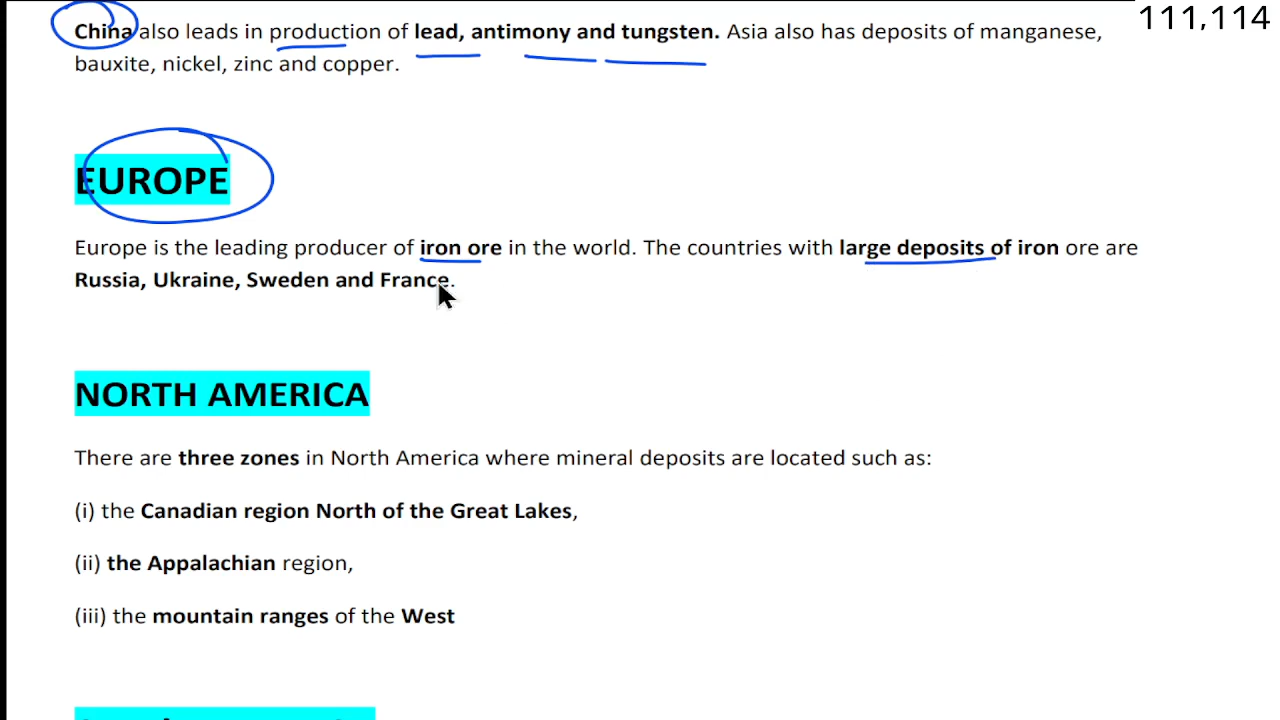 111,114
China also leads in production of lead, antimony and tungsten. Asia also has deposits of manganese,
bauxite, nickel, zinc and copper.
EUROPE
Europe is the leading producer of iron ore in the world. The countries with large deposits of iron ore are
Russia, Ukraine, Sweden and France.
NORTH AMERICA
There are three zones in North America where mineral deposits are located such as:
(i) the Canadian region North of the Great Lakes,
(ii) the Appalachian region,
(iii) the mountain ranges of the West